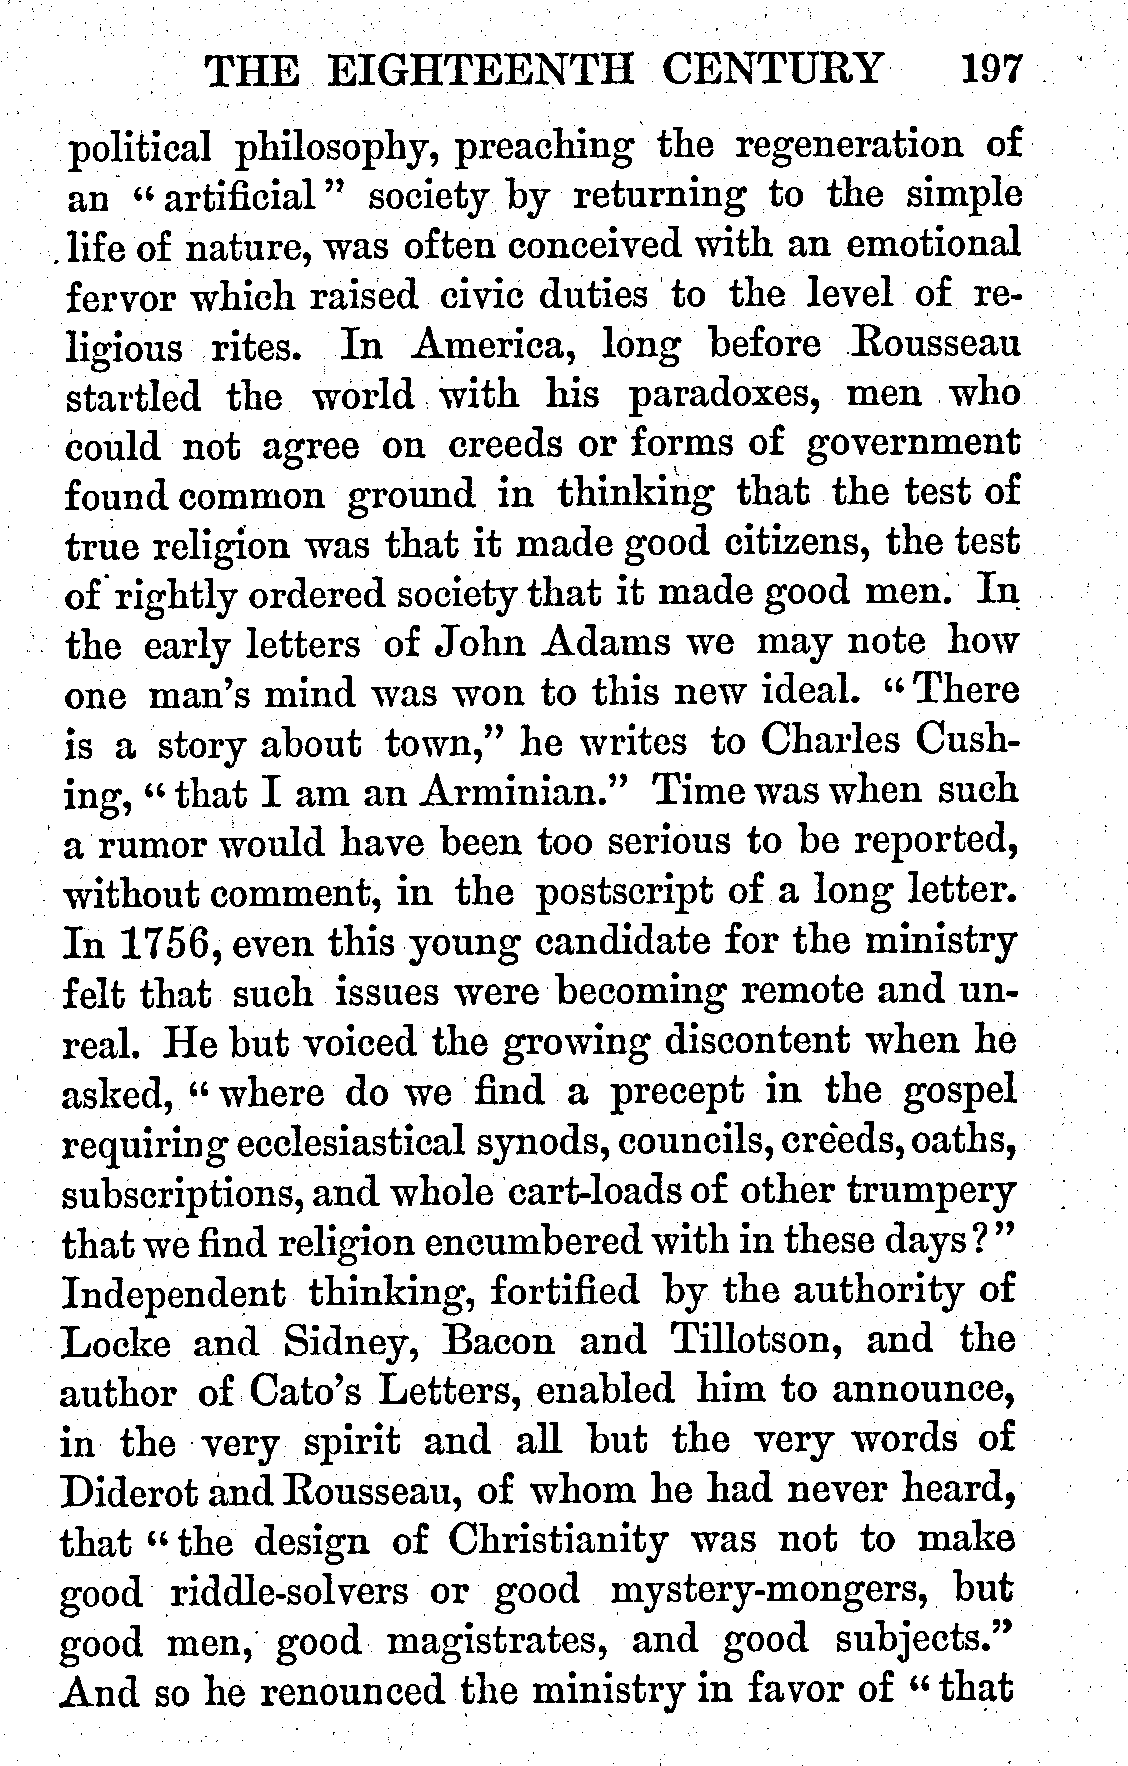 THE EIGHTEENTH CENTURY 197
political philosophy, preaching the regeneration of
an “artificial” society by returning to the simple
life of nature, was often conceived with an emotional
fervor which raised civic duties to the level of re-
ligious rites. In America, long before Rousseau
startled the world with his paradoxes, men who
could not agree on creeds or forms of government
found common ground in thinking that the test of
true religion was that it made good citizens, the test
of rightly ordered society that it made good men. In
the early letters of John Adams we may note how
one man’s mind was won to this new ideal. “There
is a story about town,” he writes to Charles Cush-
ing, “that I am an Arminian.” Time was when such
a rumor would have been too serious to be reported,
without comment, in the postscript of a long letter.
In 1756, even this young candidate for the ministry
felt that such issues were becoming remote and un-
real. He but voiced the growing discontent when he
asked, “where do we find a precept in the gospel
requiring ecclesiastical synods, councils, creeds, oaths,
subscriptions, and whole cart-loads of other trumpery
that we find religion encumbered with in these days?”
Independent thinking, fortified by the authority of
Locke and Sidney, Bacon and Tillotson, and the
author of Cato’s Letters, enabled him to announce,
in the very spirit and all but the very words of
Diderot and Rousseau, of whom he had never heard,
that “the design of Christianity was not to make
good riddle-solvers or good mystery-mongers, but
good men, good magistrates, and good subjects.”
And so he renounced the ministry in favor of “that